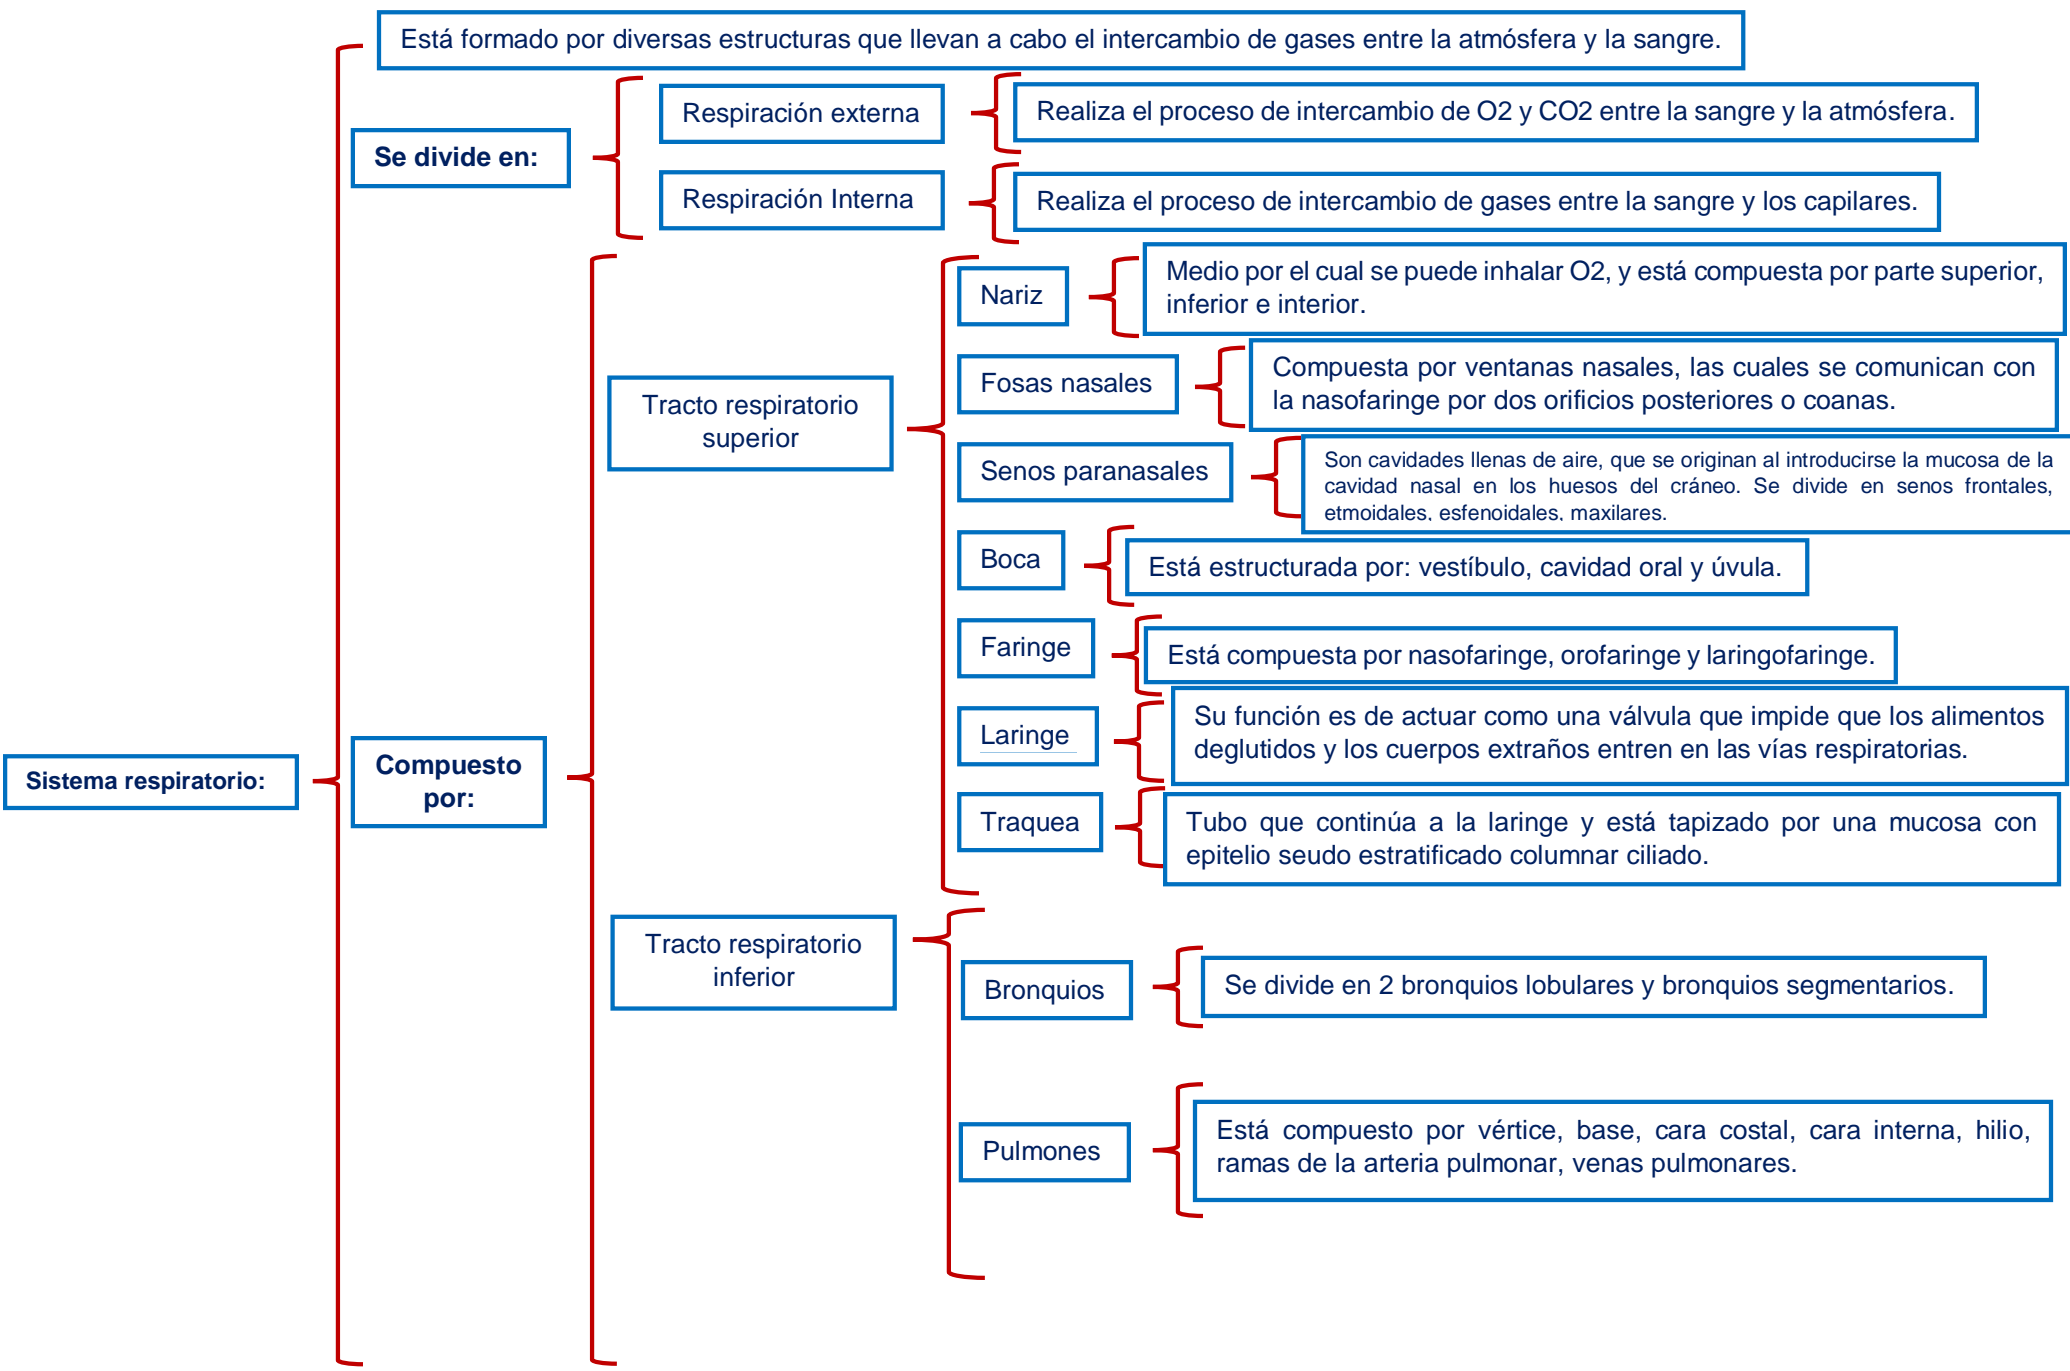 Está formado por diversas estructuras que llevan a cabo el intercambio de gases entre la atmósfera y la sangre.
Se divide en:
Respiración externa
Realiza el proceso de intercambio de O2 y CO2 entre la sangre y la atmósfera.
Respiración Interna
Realiza el proceso de intercambio de gases entre la sangre y los capilares.
Sistema respiratorio:
Compuesto
por:
Tracto respiratorio
superior
Nariz
Medio por el cual se puede inhalar O2, y está compuesta por parte superior,
inferior e interior.
Fosas nasales
Compuesta por ventanas nasales, las cuales se comunican con
la nasofaringe por dos orificios posteriores o coanas.
Senos paranasales
Son cavidades llenas de aire, que se originan al introducirse la mucosa de la
cavidad nasal en los huesos del cráneo. Se divide en senos frontales,
etmoidales, esfenoidales, maxilares.
Boca
Está estructurada por: vestíbulo, cavidad oral y úvula.
Faringe
Está compuesta por nasofaringe, orofaringe y laringofaringe.
Laringe
Su función es de actuar como una válvula que impide que los alimentos
deglutidos y los cuerpos extraños entren en las vías respiratorias.
Traquea
Tubo que continúa a la laringe y está tapizado por una mucosa con
epitelio seudo estratificado columnar ciliado.
Tracto respiratorio
inferior
Bronquios
Se divide en 2 bronquios lobulares y bronquios segmentarios.
Pulmones
Está compuesto por vértice, base, cara costal, cara interna, hilio,
ramas de la arteria pulmonar, venas pulmonares.